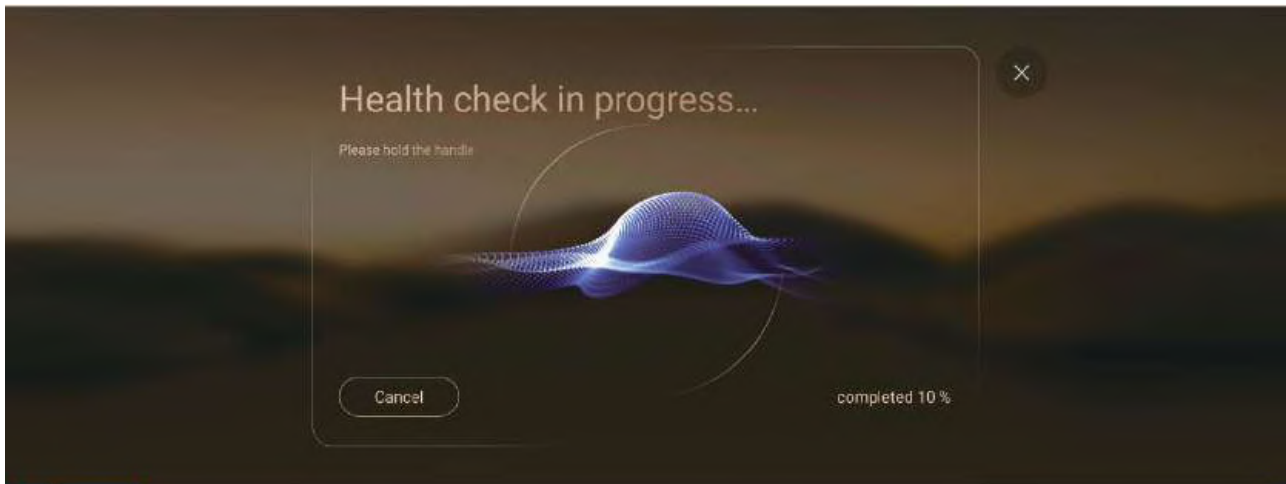 Health check in progress...
Please hold the handle
Cancel
completed 10 %